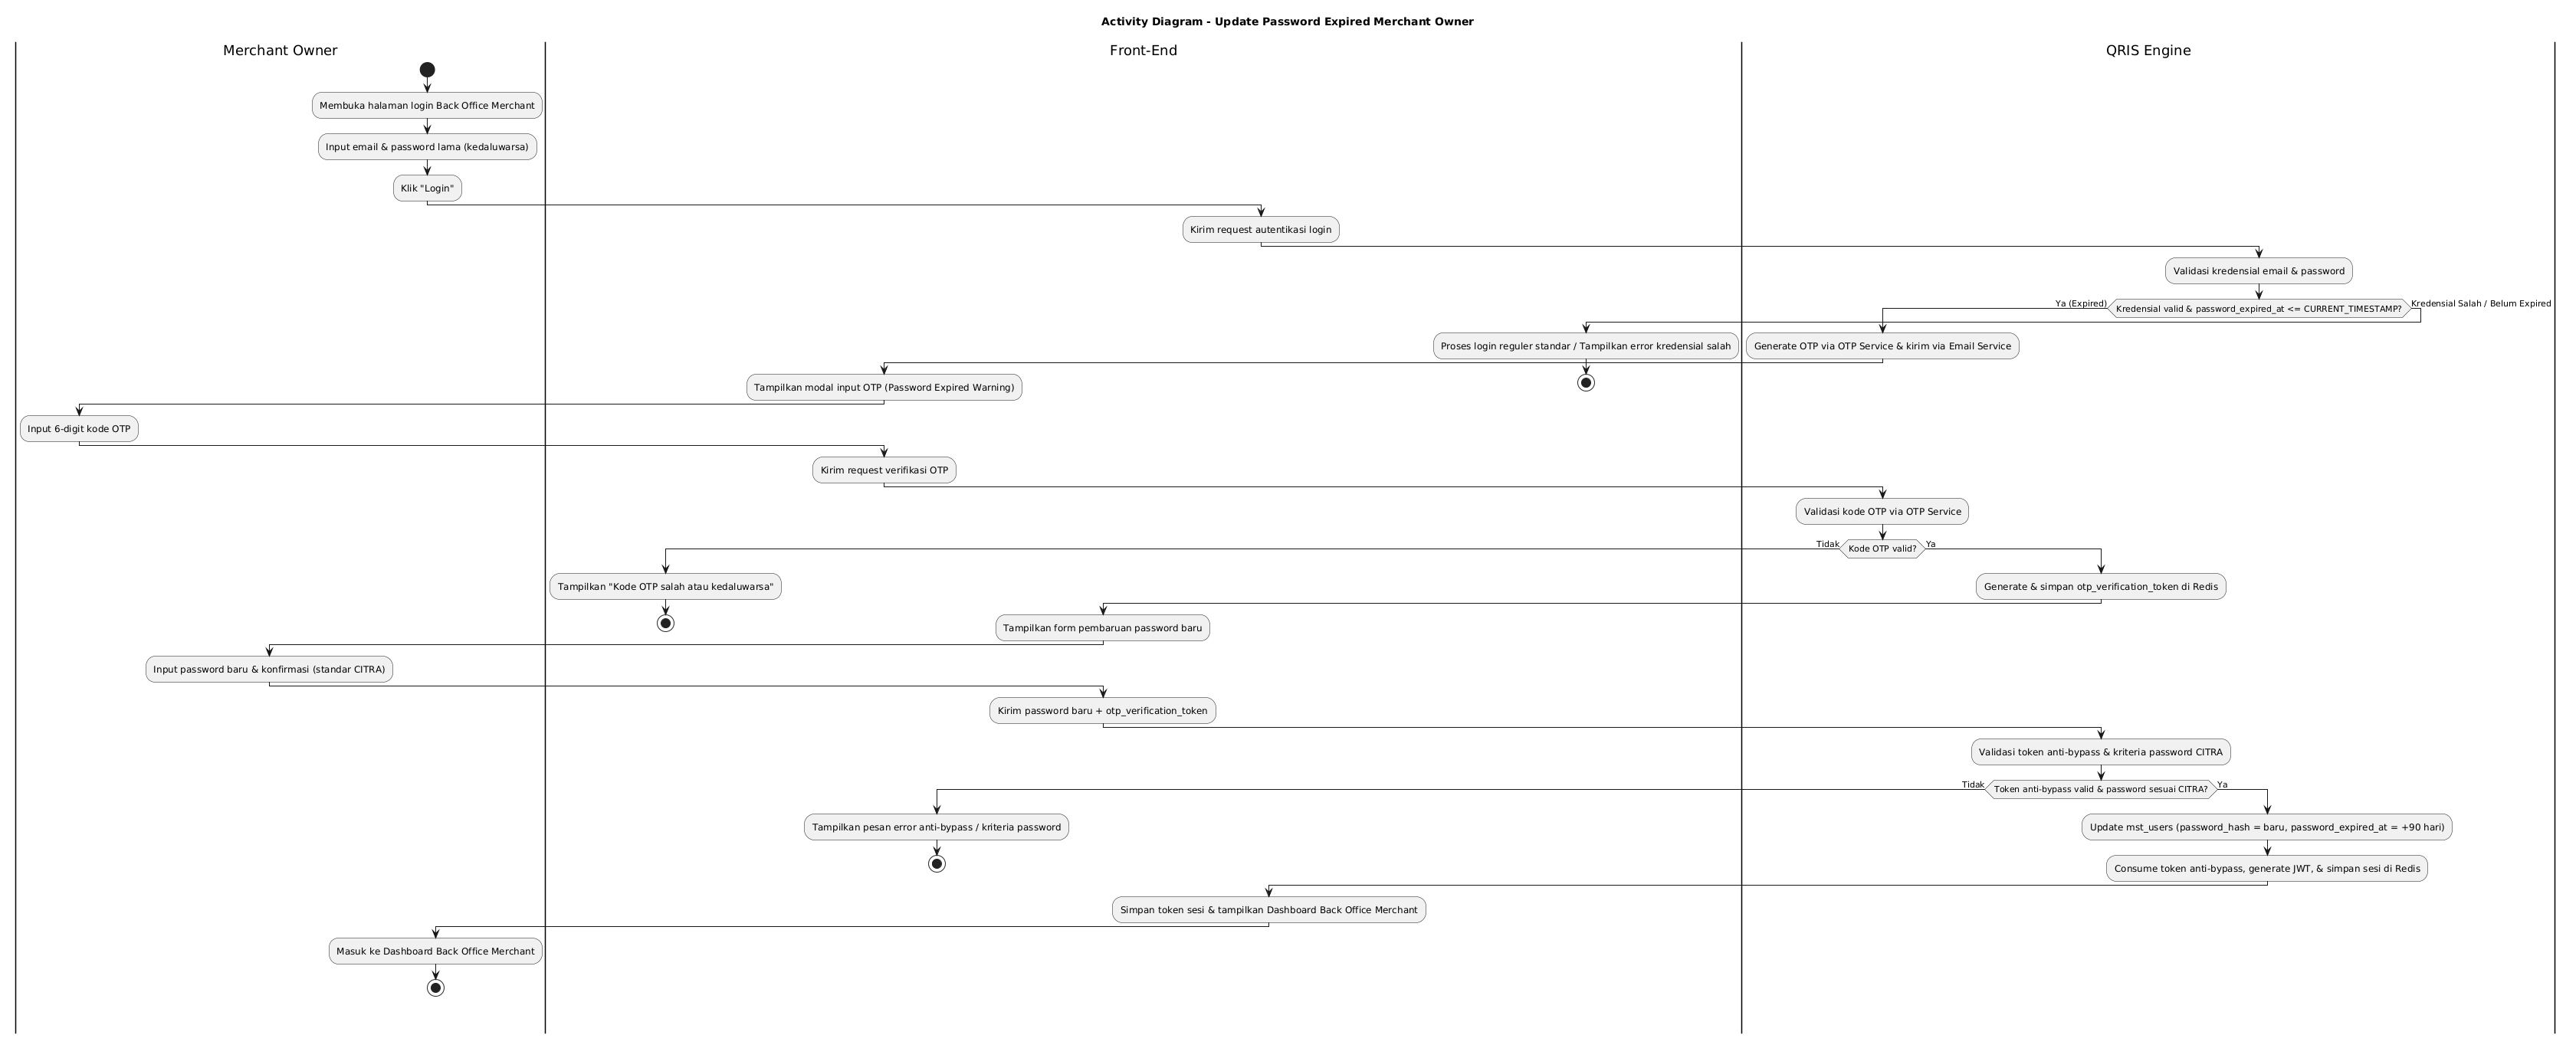 Activity Diagram - Update Password Expired Merchant Owner
Merchant Owner
Front-End
QRIS Engine
Membuka halaman login Back Office Merchant
Input email & password lama (kedaluwarsa)
Klik "Login"
Kirim request autentikasi login
Validasi kredensial email & password
Ya (Expired)
Kredensial valid & password_expired_at <= CURRENT_TIMESTAMP?
Kredensial Salah / Belum Expired
Proses login reguler standar / Tampilkan error kredensial salah
Generate OTP via OTP Service & kirim via Email Service
Tampilkan modal input OTP (Password Expired Warning)
Input 6-digit kode OTP
Kirim request verifikasi OTP
Validasi kode OTP via OTP Service
Tidak
Kode OTP valid?
Ya
Tampilkan "Kode OTP salah atau kedaluwarsa"
Generate & simpan otp_verification_token di Redis
Tampilkan form pembaruan password baru
Input password baru & konfirmasi (standar CITRA)
Kirim password baru + otp_verification_token
Validasi token anti-bypass & kriteria password CITRA
Tidak
Token anti-bypass valid & password sesuai CITRA?
Ya
Tampilkan pesan error anti-bypass / kriteria password
Update mst_users (password_hash = baru, password_expired_at = +90 hari)
Consume token anti-bypass, generate JWT, & simpan sesi di Redis
Simpan token sesi & tampilkan Dashboard Back Office Merchant
Masuk ke Dashboard Back Office Merchant